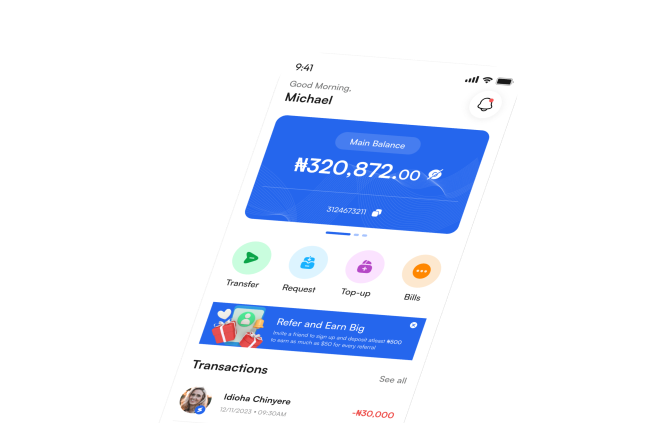 9:41
Good Morning,
Michael
Main Balance
₦320,872.00
3124673211
Transfer Request Top-up Bills
Refer and Earn Big
Invite a friend to sign up and deposit atleast ₦500
to earn as much as $50 for every referral
Transactions See all
Idioha Chinyere
12/11/2023 • 09:30AM
-₦30,000